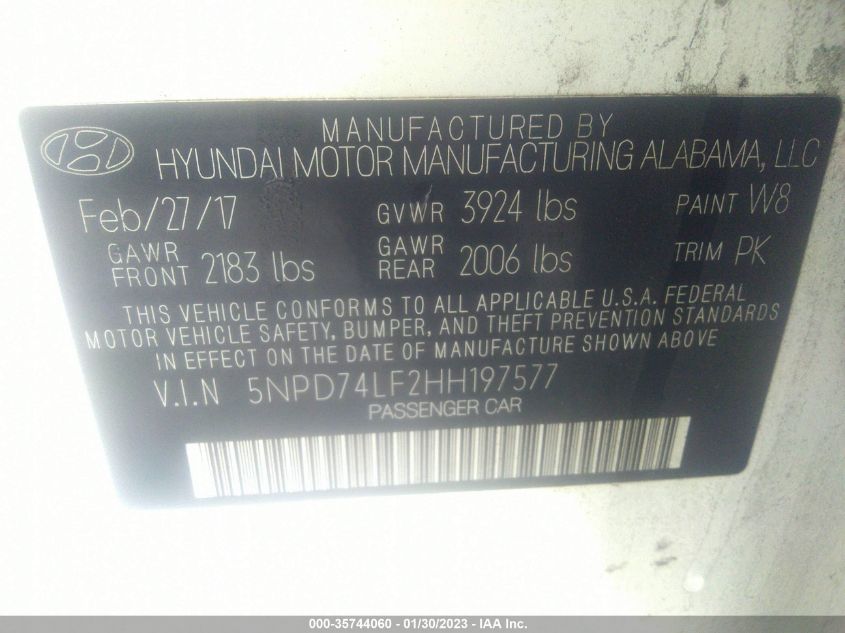 MANUFACTURED BY
HYUNDAI MOTOR MANUFACTURING ALABAMA, LLC
Feb/27/17 GVWR 3924 lbs PAINT W8
GAWR FRONT 2183 lbs GAWR REAR 2006 lbs TRIM PK
THIS VEHICLE CONFORMS TO ALL APPLICABLE U.S.A. FEDERAL
MOTOR VEHICLE SAFETY, BUMPER, AND THEFT PREVENTION STANDARDS
IN EFFECT ON THE DATE OF MANUFACTURE SHOWN ABOVE
V.I.N 5NPD74LF2HH197577
PASSENGER CAR
000-35744060 - 01/30/2023 - IAA Inc.